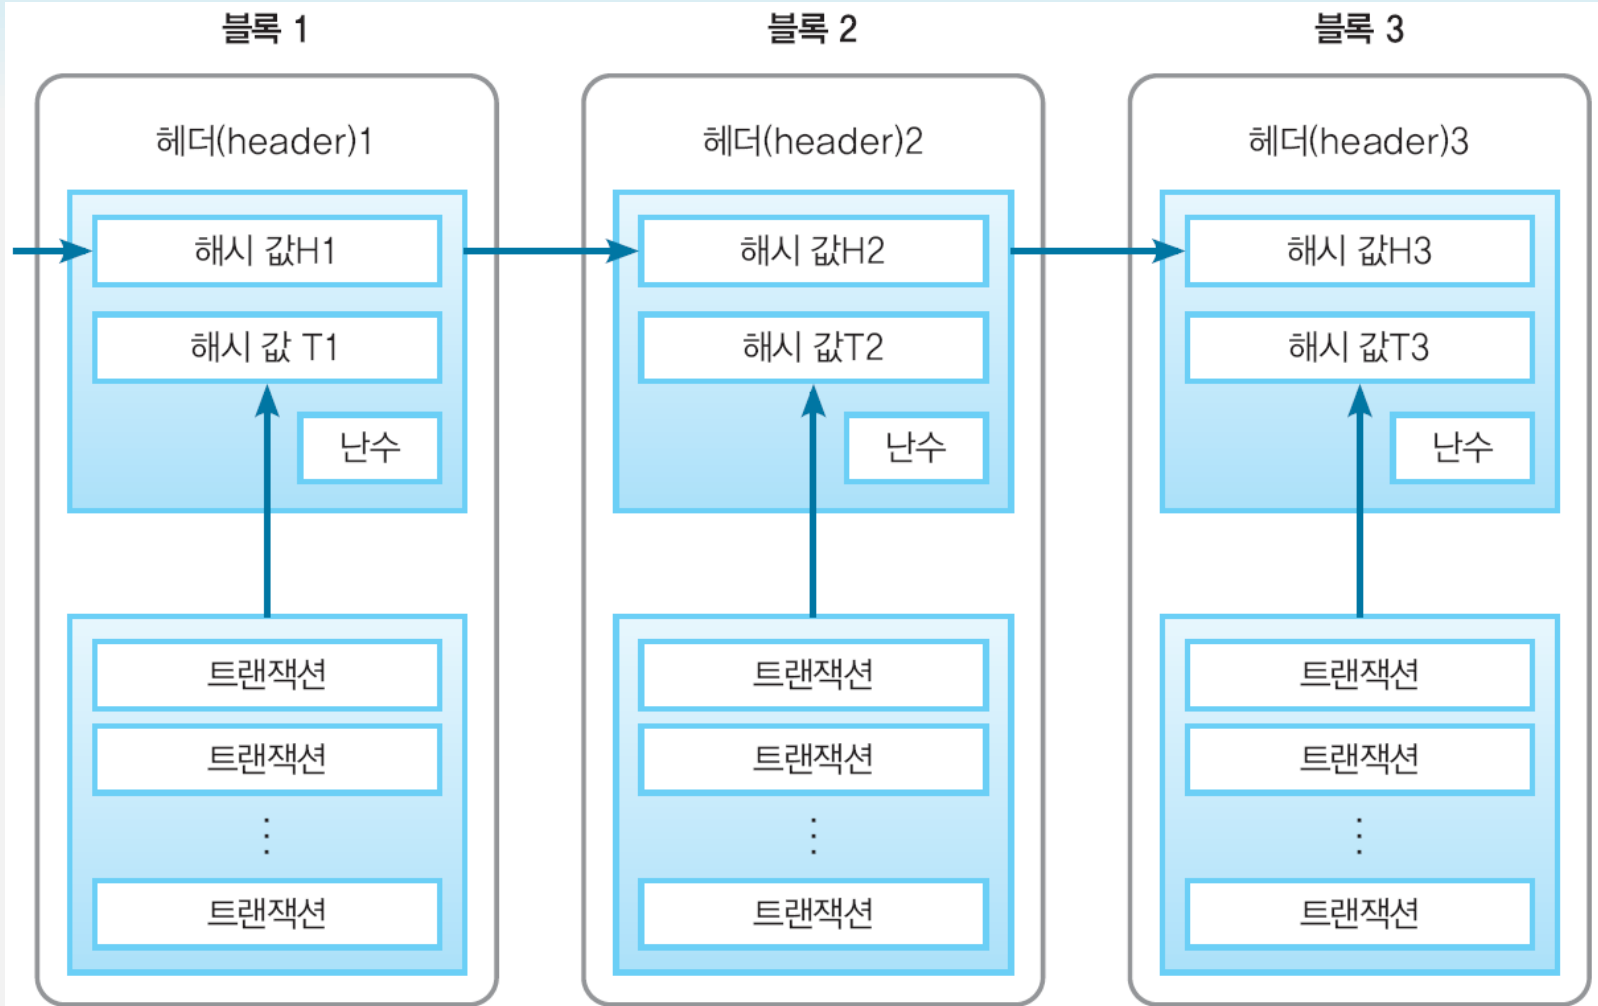 블록 1
헤더(header)1
해시 값H1
해시 값 T1
난수
트랜잭션
트랜잭션
⋮
트랜잭션
블록 2
헤더(header)2
해시 값H2
해시 값T2
난수
트랜잭션
트랜잭션
⋮
트랜잭션
블록 3
헤더(header)3
해시 값H3
해시 값T3
난수
트랜잭션
트랜잭션
⋮
트랜잭션